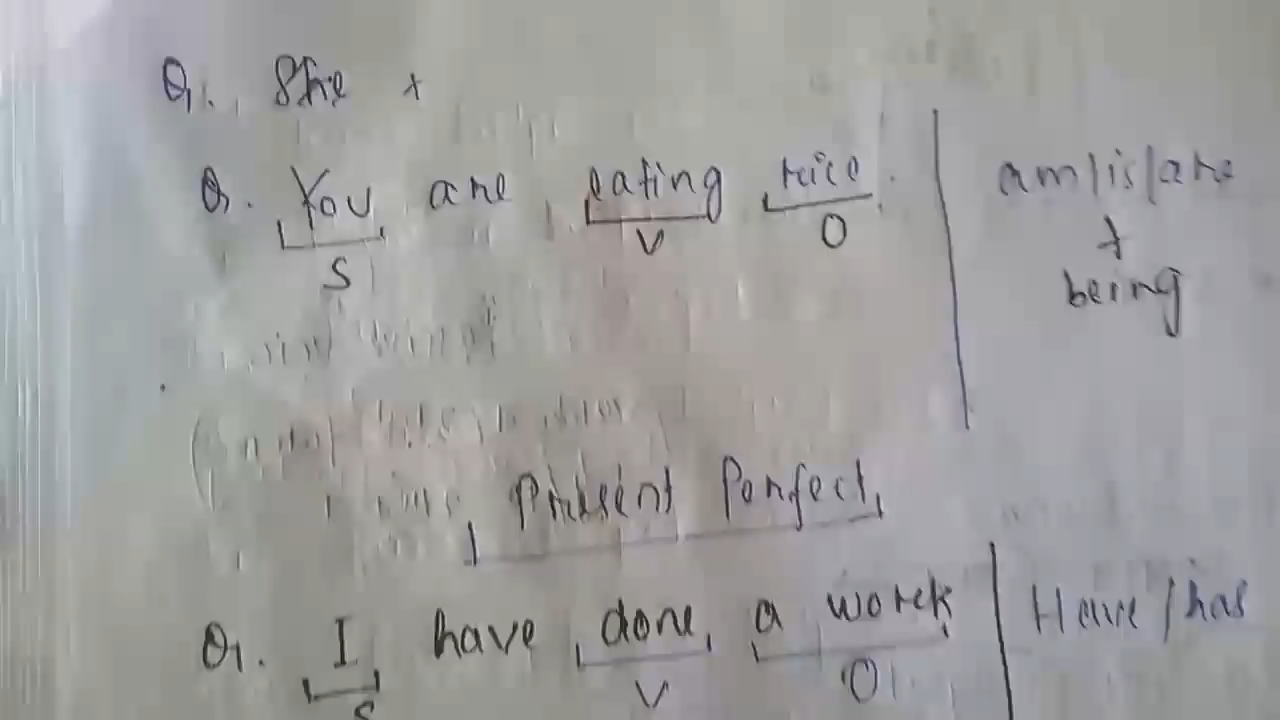 Q. She +
Q. You are eating rice. am/is/are
S V O +
being
Present Perfect
Q. I have done a work Have/has
S V O